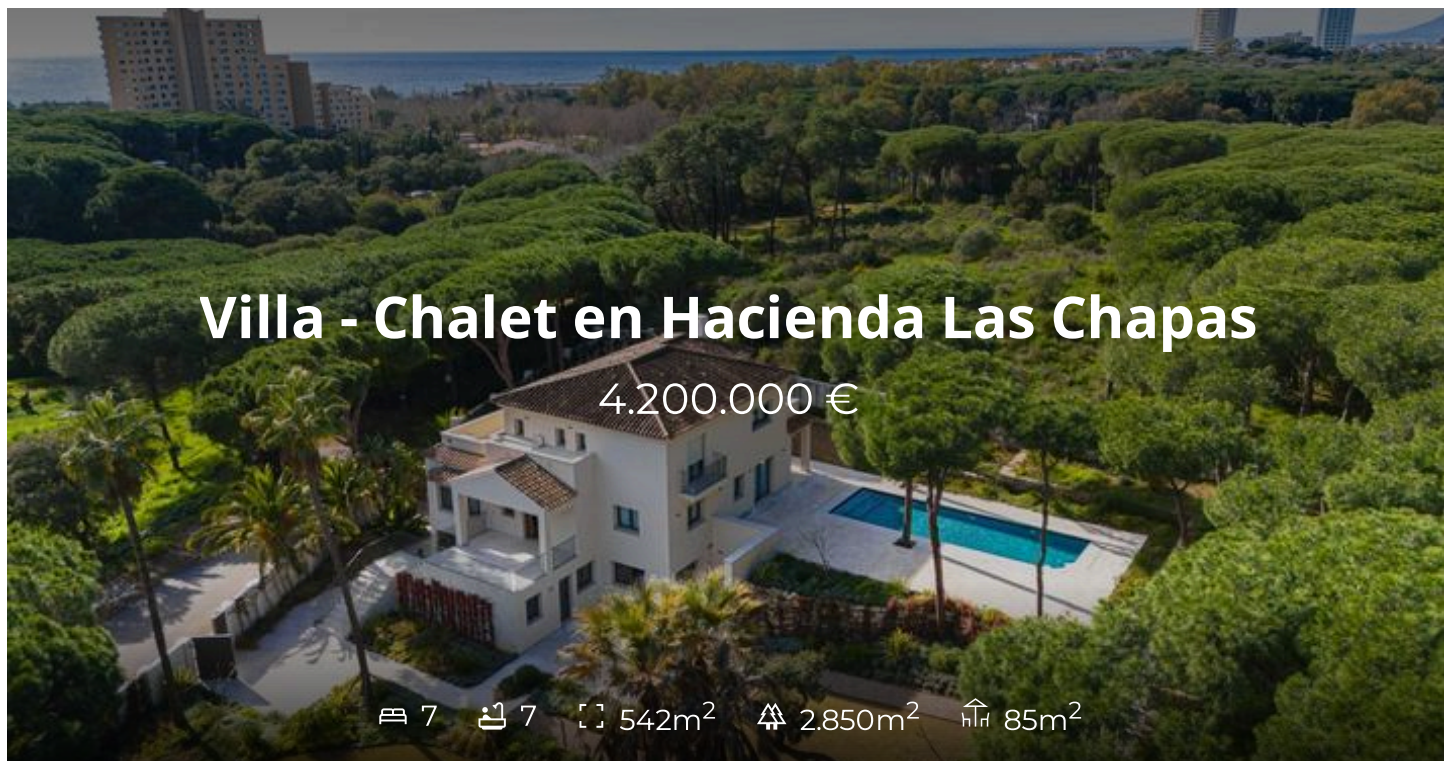 Villa - Chalet en Hacienda Las Chapas
4.200.000 €
7 7 542m² 2.850m² 85m²